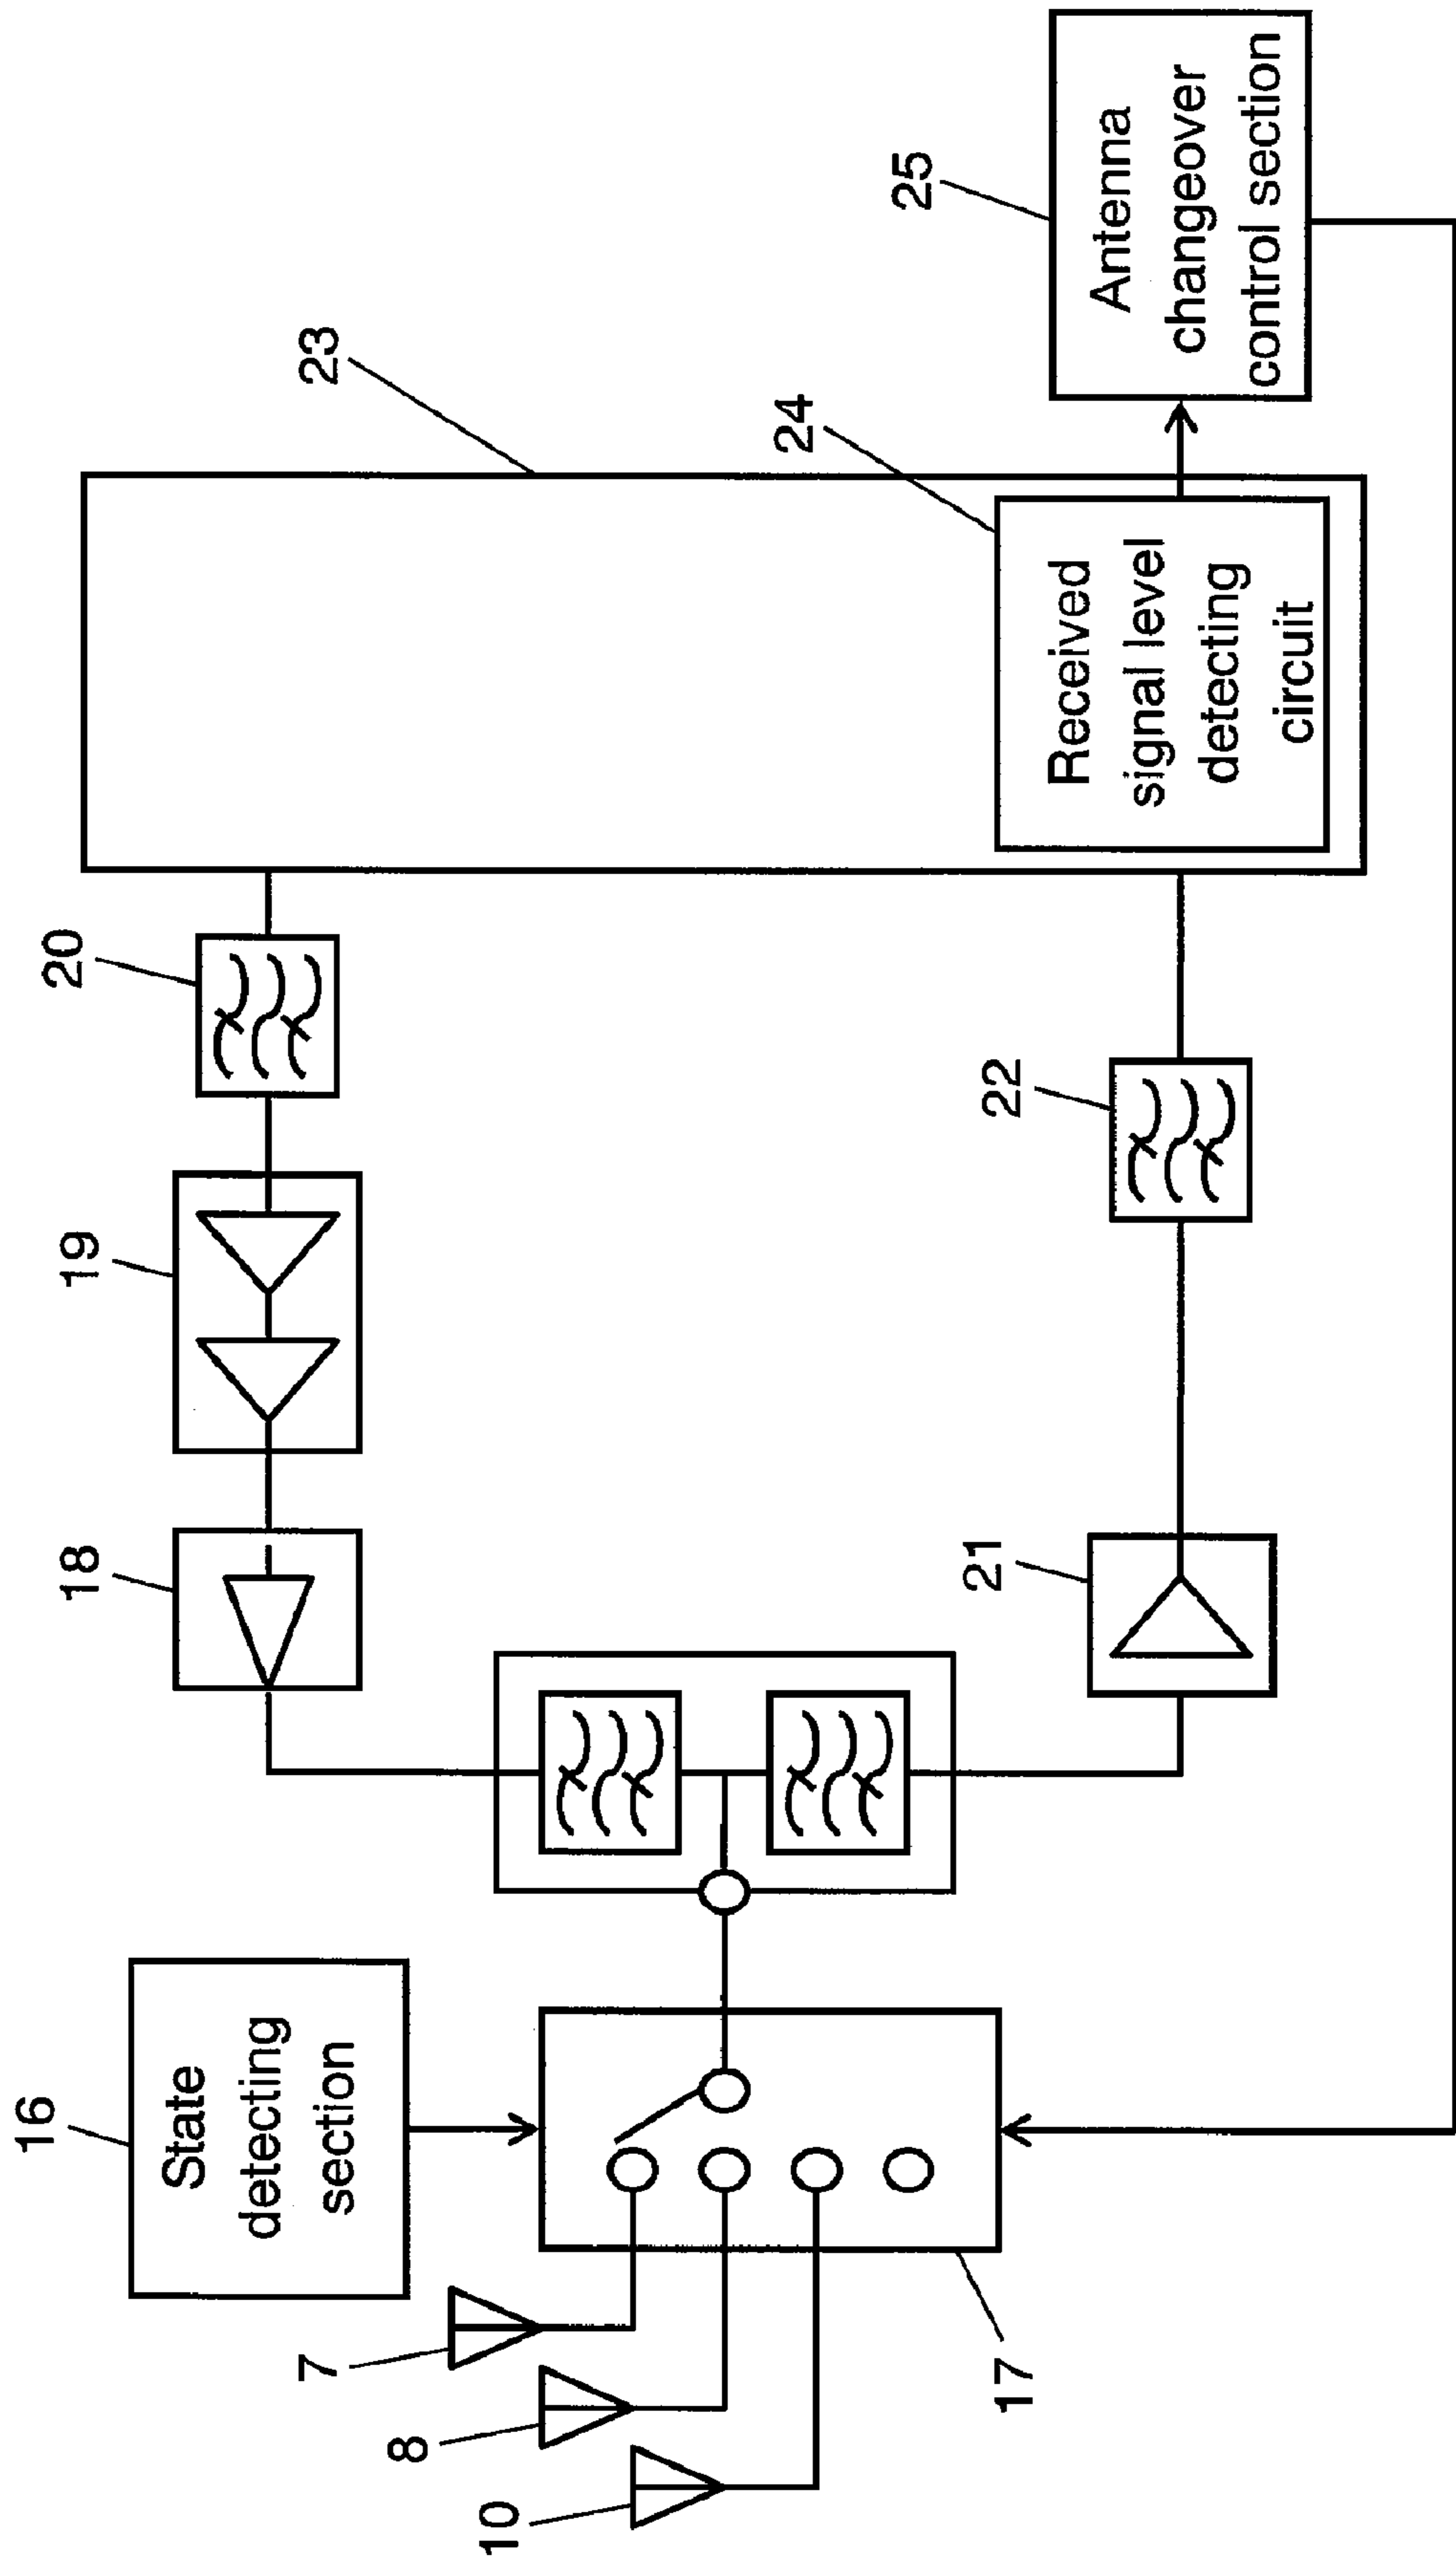 16
State
detecting
section
7
8
10
17
18
19
20
21
22
23
24
Received
signal level
detecting
circuit
25
Antenna
changeover
control section